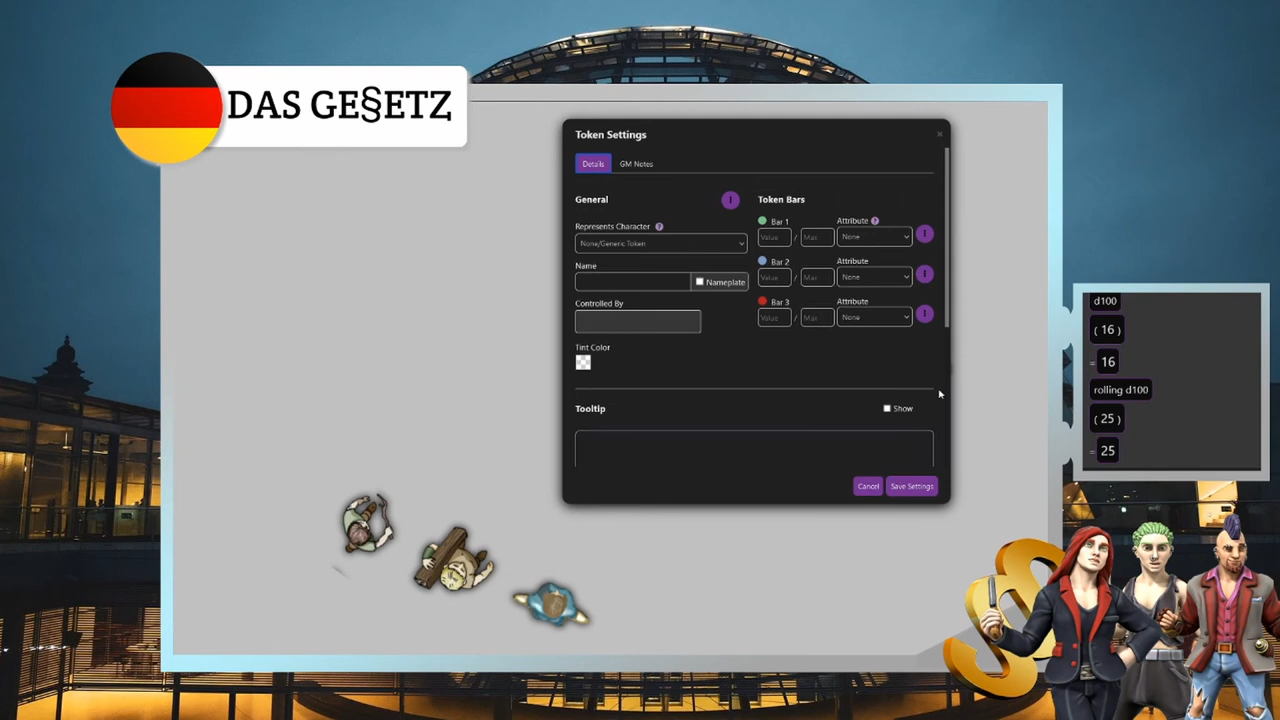 DAS GE§ETZ
Token Settings
×
Details
GM Notes
General
Represents Character ?
None/Generic Token
Name
Nameplate
Controlled By
Tint Color
Token Bars
Bar 1
Attribute ?
Value / Max
None
Bar 2
Attribute
Value / Max
None
Bar 3
Attribute
Value / Max
None
Tooltip
Show
Cancel
Save Settings
d100
( 16 )
= 16
rolling d100
( 25 )
= 25
§